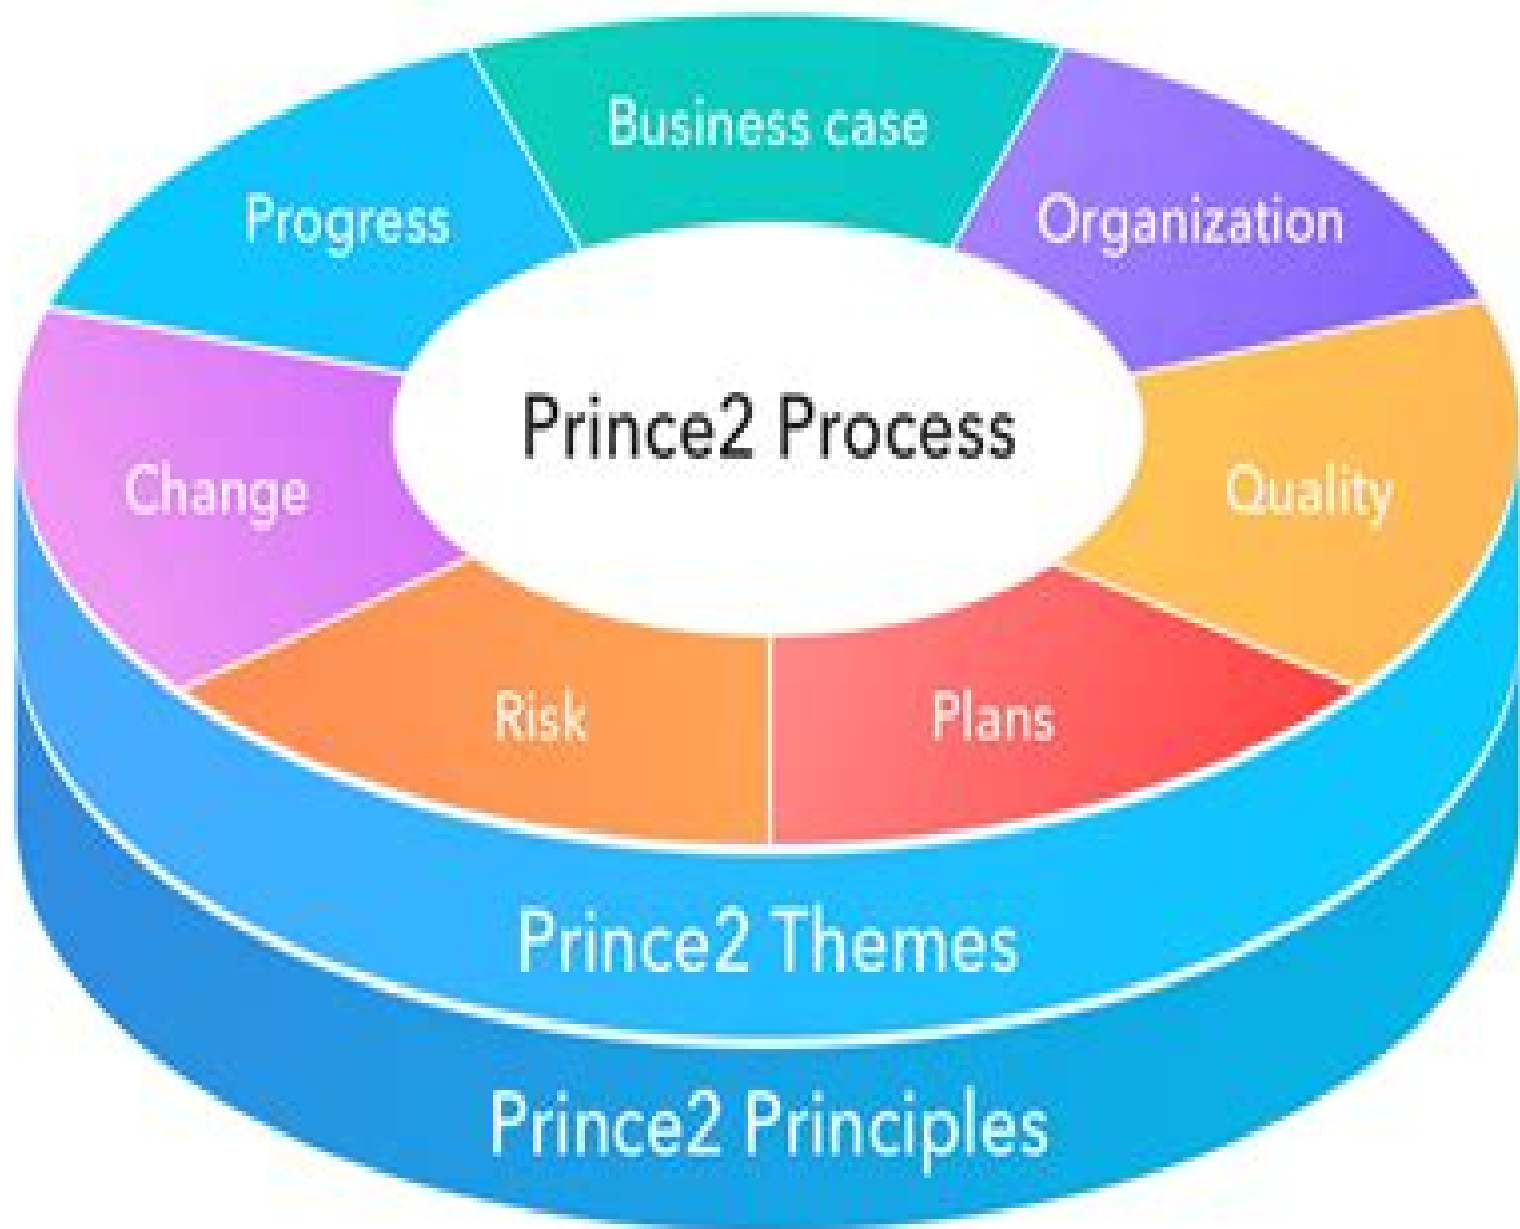 Business case
Progress
Organization
Prince2 Process
Change
Quality
Risk
Plans
Prince2 Themes
Prince2 Principles